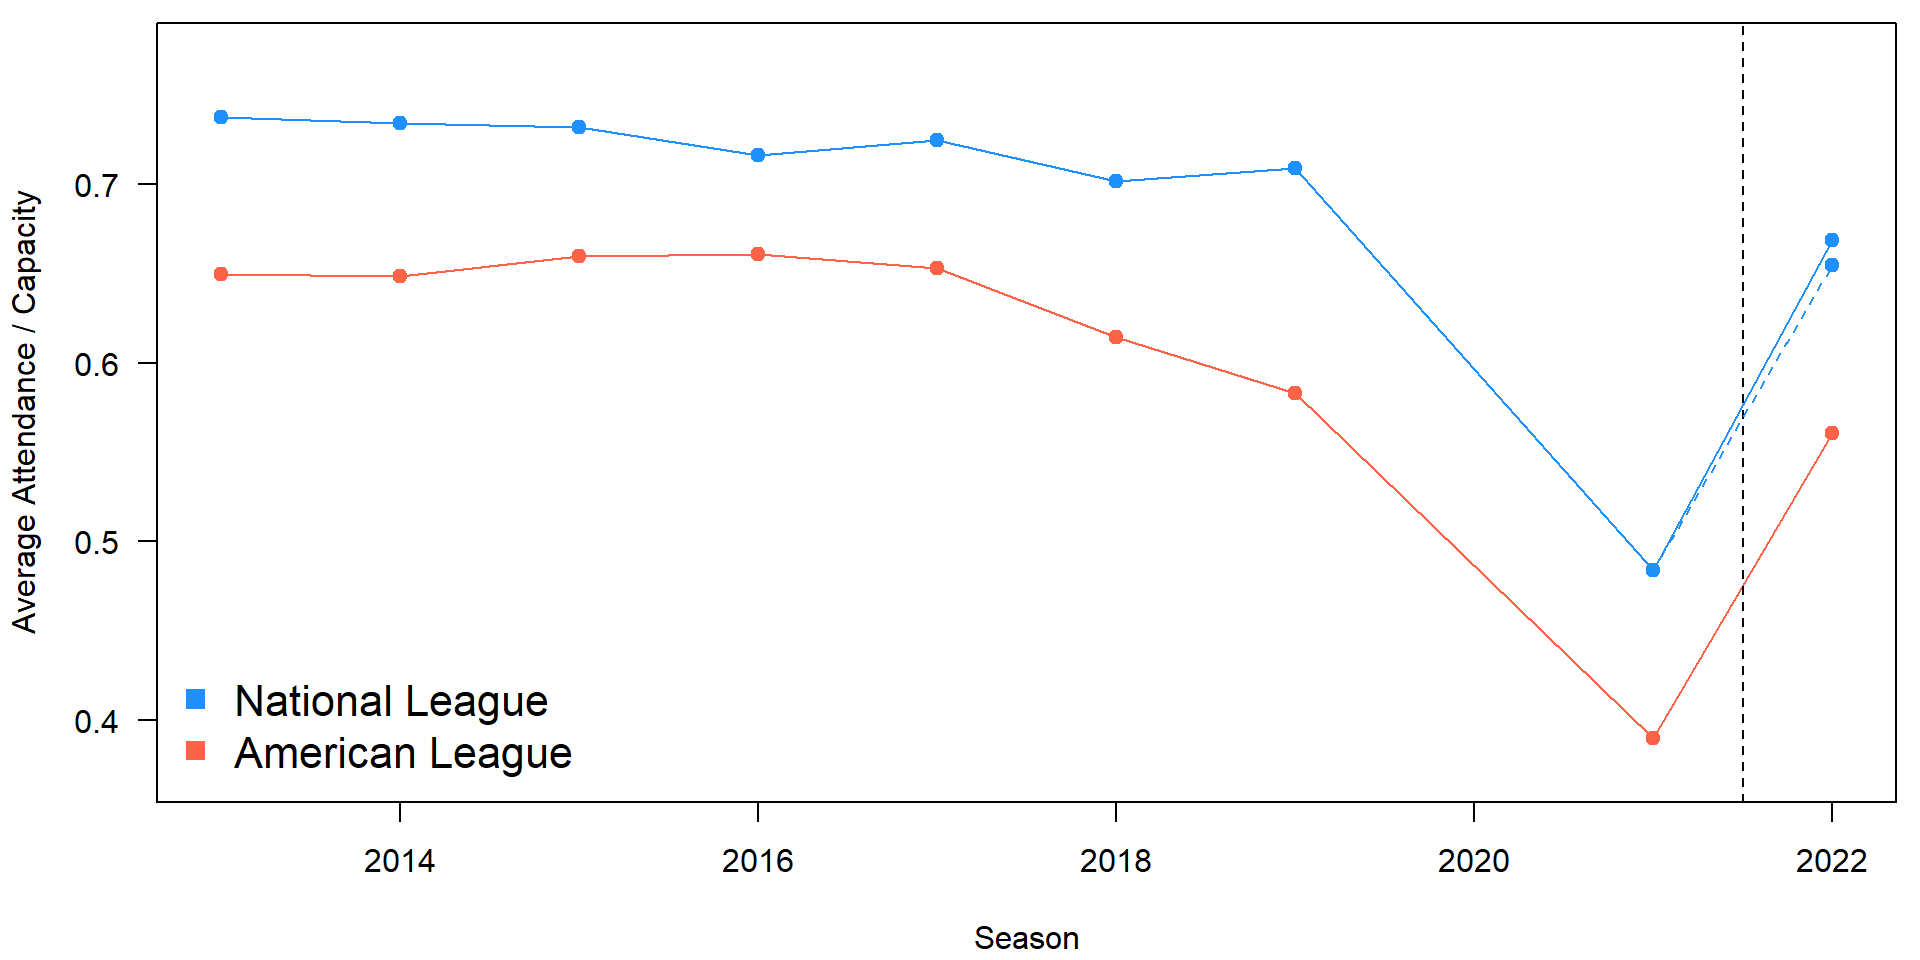 Average Attendance / Capacity
0.7
0.6
0.5
0.4
National League
American League
2014 2016 2018 2020 2022
Season